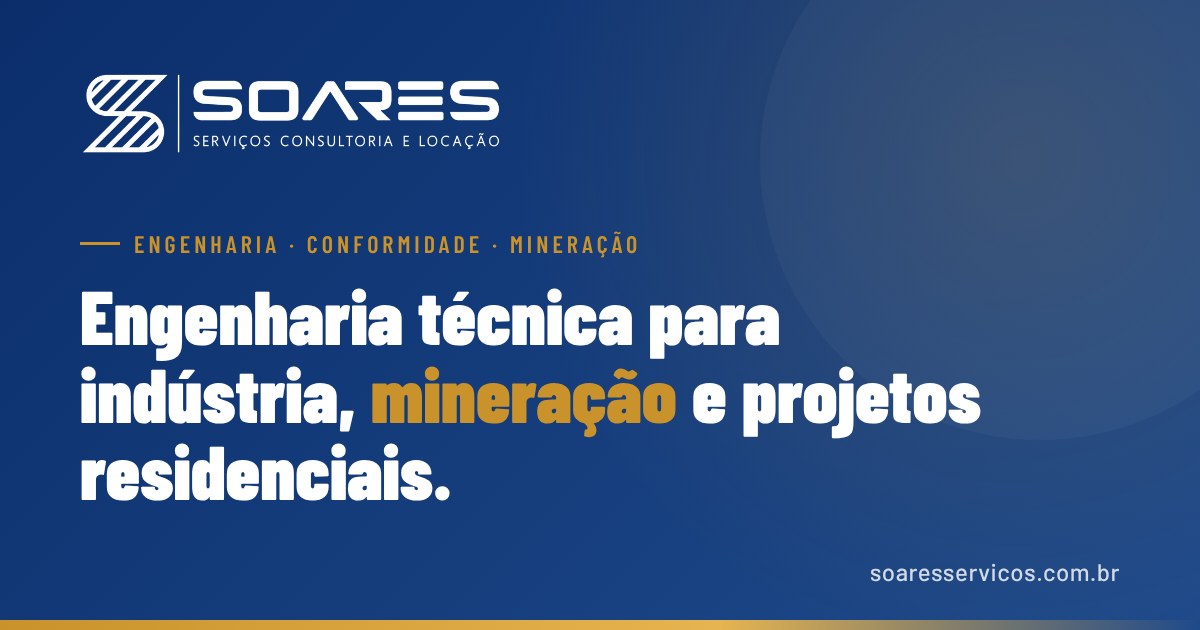 SOARES
SERVIÇOS CONSULTORIA E LOCAÇÃO
ENGENHARIA · CONFORMIDADE · MINERAÇÃO
Engenharia técnica para
indústria, mineração e projetos
residenciais.
soaresservicos.com.br